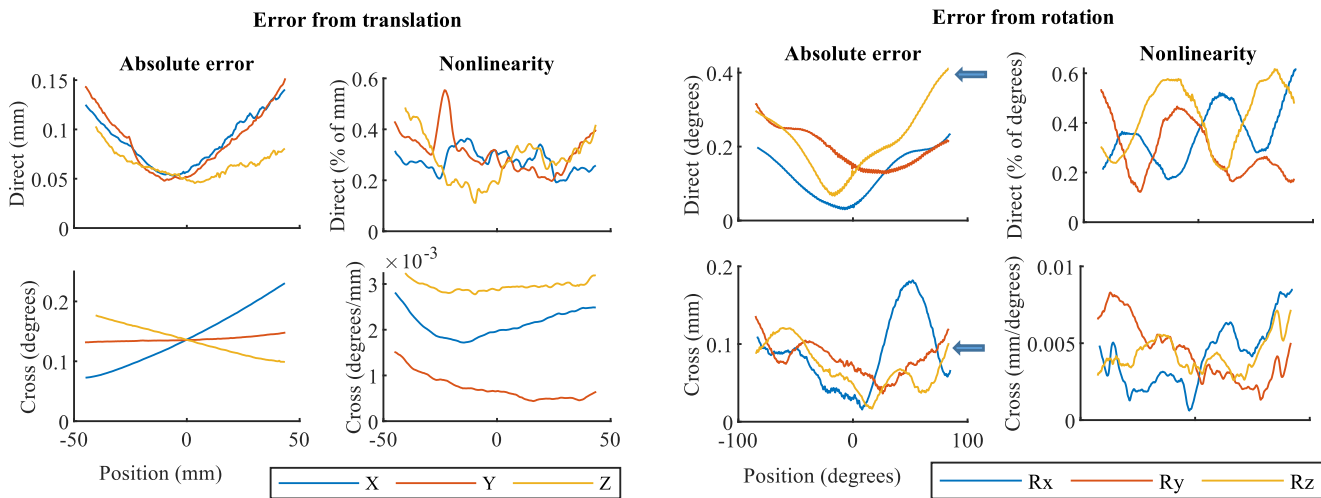 Error from translation
Error from rotation
Absolute error
Nonlinearity
Absolute error
Nonlinearity
Direct (mm)
0.15
0.1
0.05
0
Direct (% of mm)
0.6
0.4
0.2
0
Direct (degrees)
0.4
0.2
0
Direct (% of degrees)
0.6
0.4
0.2
0
Cross (degrees)
0.2
0.1
0
-50
0
50
Cross (degrees/mm)
×10⁻³
3
2
1
0
-50
0
50
Cross (mm)
0.2
0.1
0
-100
0
100
Cross (mm/degrees)
0.01
0.005
0
Position (mm)
X Y Z
Position (degrees)
Rx Ry Rz